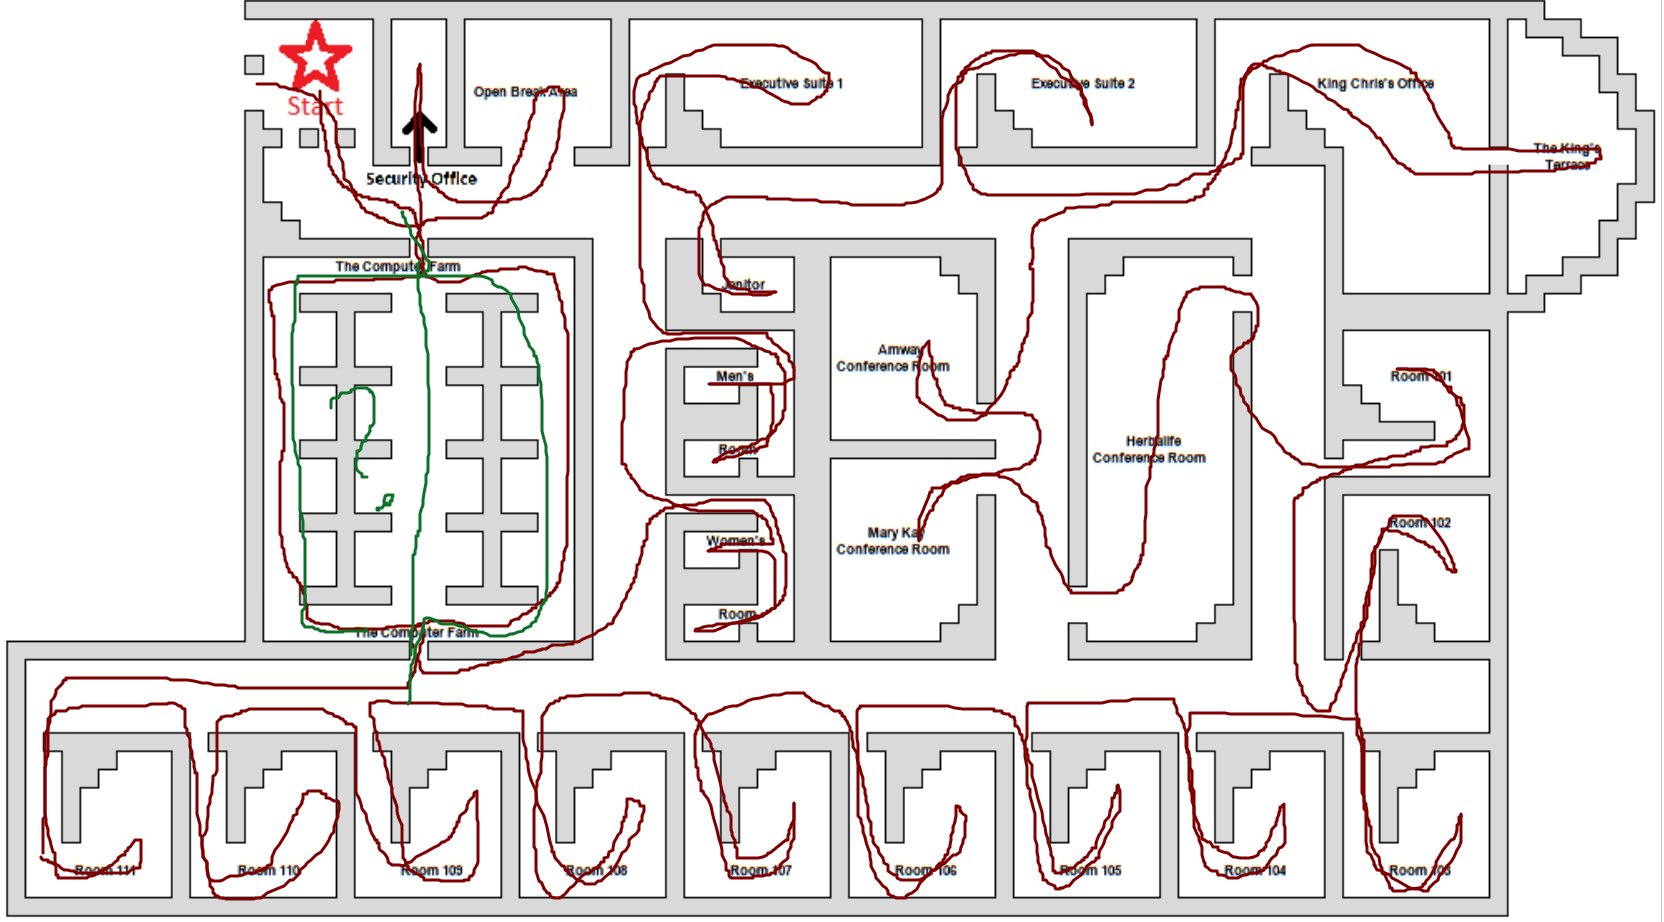 Start
Open Break Area
Executive Suite 1
Executive Suite 2
King Chris's Office
The King's
Terrace
Security Office
The Computer Farm
Janitor
Amway
Conference Room
Men's
Room
Room 101
Herbalife
Conference Room
Mary Kay
Conference Room
Room 102
Women's
Room
The Computer Farm
Room 111
Room 110
Room 109
Room 108
Room 107
Room 106
Room 105
Room 104
Room 103